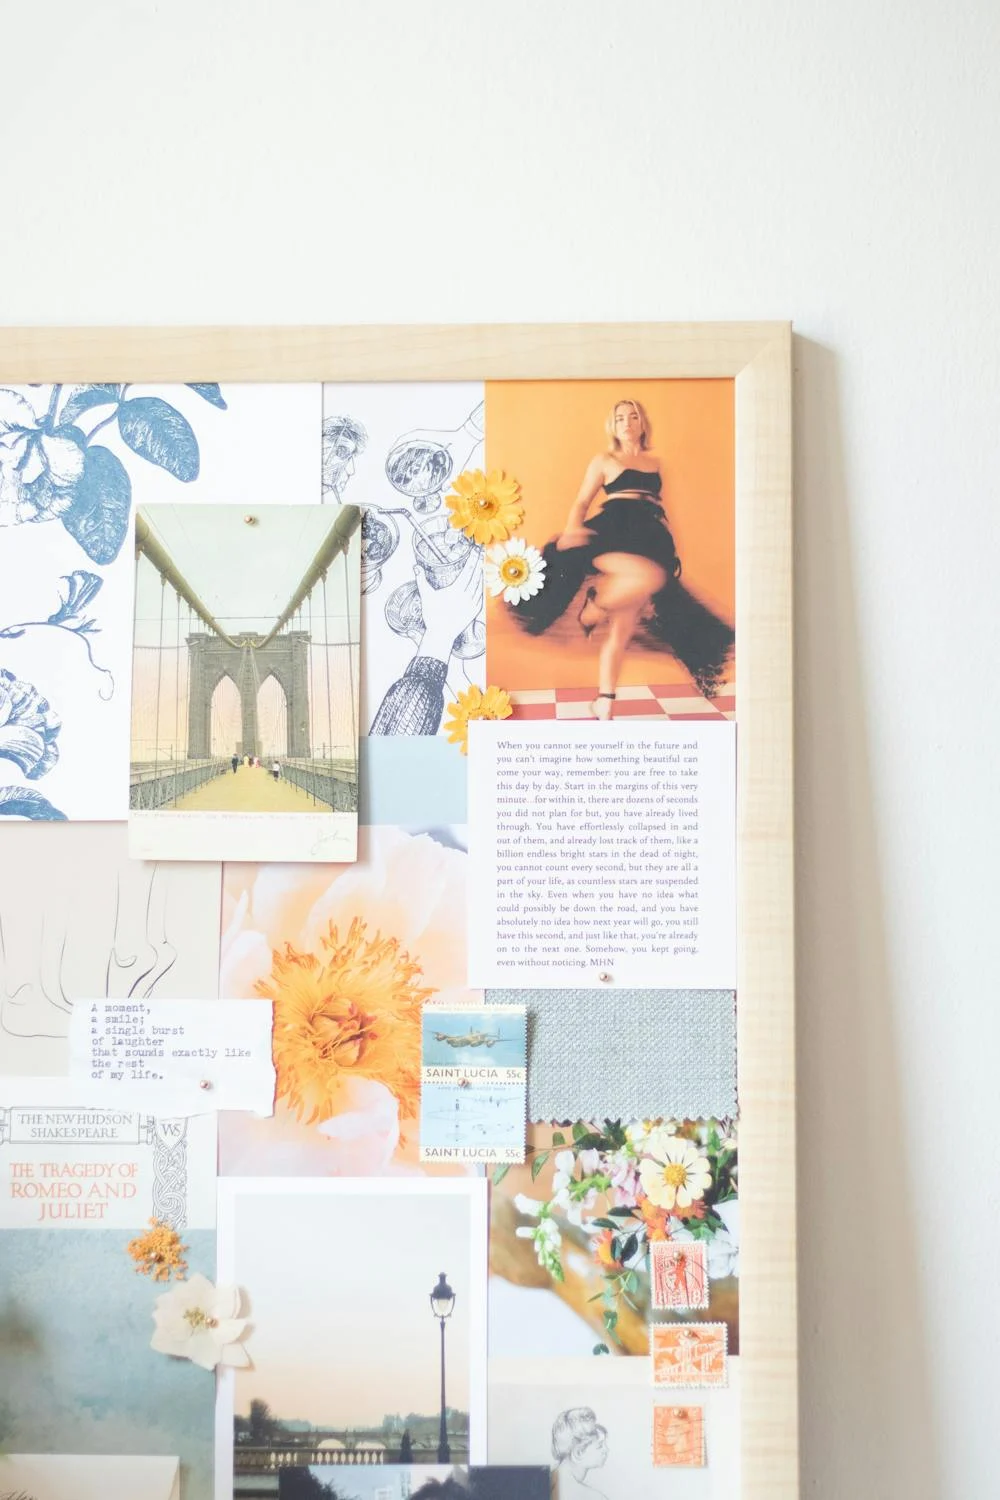 THE PROMENADE OF BROOKLYN BRIDGE, NEW YORK.
When you cannot see yourself in the future and
you can't imagine how something beautiful can
come your way, remember: you are free to take
this day by day. Start in the margins of this very
minute...for within it, there are dozens of seconds
you did not plan for but, you have already lived
through. You have effortlessly collapsed in and
out of them, and already lost track of them, like a
billion endless bright stars in the dead of night,
you cannot count every second, but they are all a
part of your life, as countless stars are suspended
in the sky. Even when you have no idea what
could possibly be down the road, and you have
absolutely no idea how next year will go, you still
have this second, and just like that, you're already
on to the next one. Somehow, you kept going,
even without noticing. MHN
A moment,
a smile;
a single burst
of laughter
that sounds exactly like
the rest
of my life.
SAINT LUCIA 55c
SAINT LUCIA 55c
THE NEW HUDSON
SHAKESPEARE
WS
THE TRAGEDY OF
ROMEO AND
JULIET